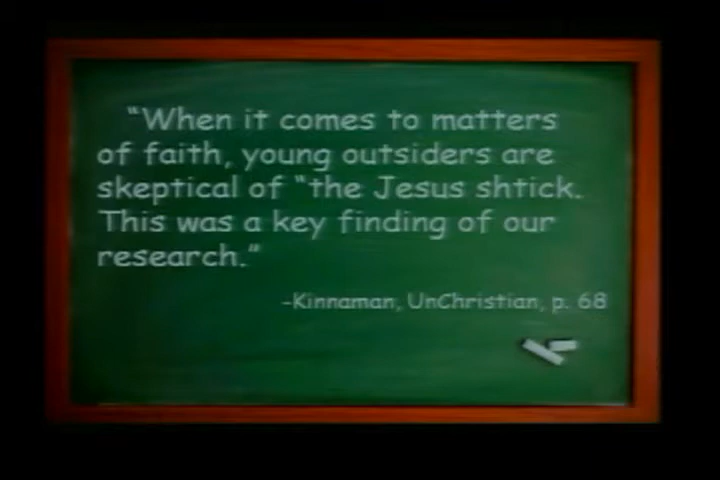 “When it comes to matters
of faith, young outsiders are
skeptical of “the Jesus shtick.
This was a key finding of our
research.”
-Kinnaman, UnChristian, p. 68